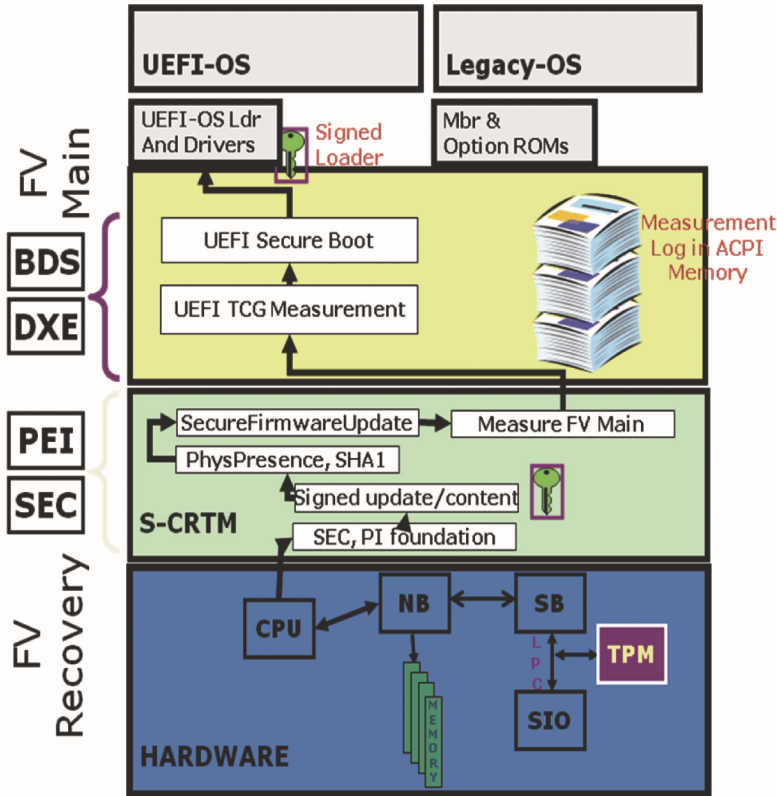 UEFI-OS
Legacy-OS
UEFI-OS Ldr
And Drivers
Signed
Loader
Mbr &
Option ROMs
FV
Main
BDS
DXE
UEFI Secure Boot
UEFI TCG Measurement
Measurement
Log in ACPI
Memory
PEI
SEC
SecureFirmwareUpdate
Measure FV Main
PhysPresence, SHA1
Signed update/content
SEC, PI foundation
S-CRTM
FV
Recovery
CPU
NB
SB
LPC
TPM
SIO
MEMORY
HARDWARE